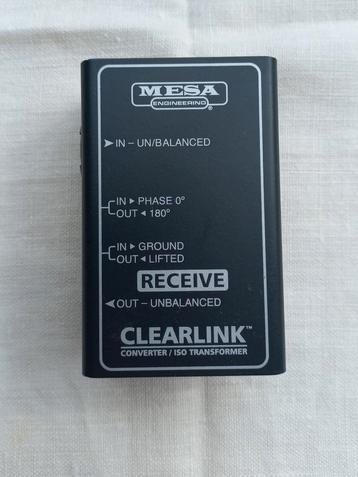 MESA
ENGINEERING
IN – UN/BALANCED
IN ► PHASE 0°
OUT ◄ 180°
IN ► GROUND
OUT ◄ LIFTED
RECEIVE
OUT – UNBALANCED
CLEARLINK™
CONVERTER / ISO TRANSFORMER